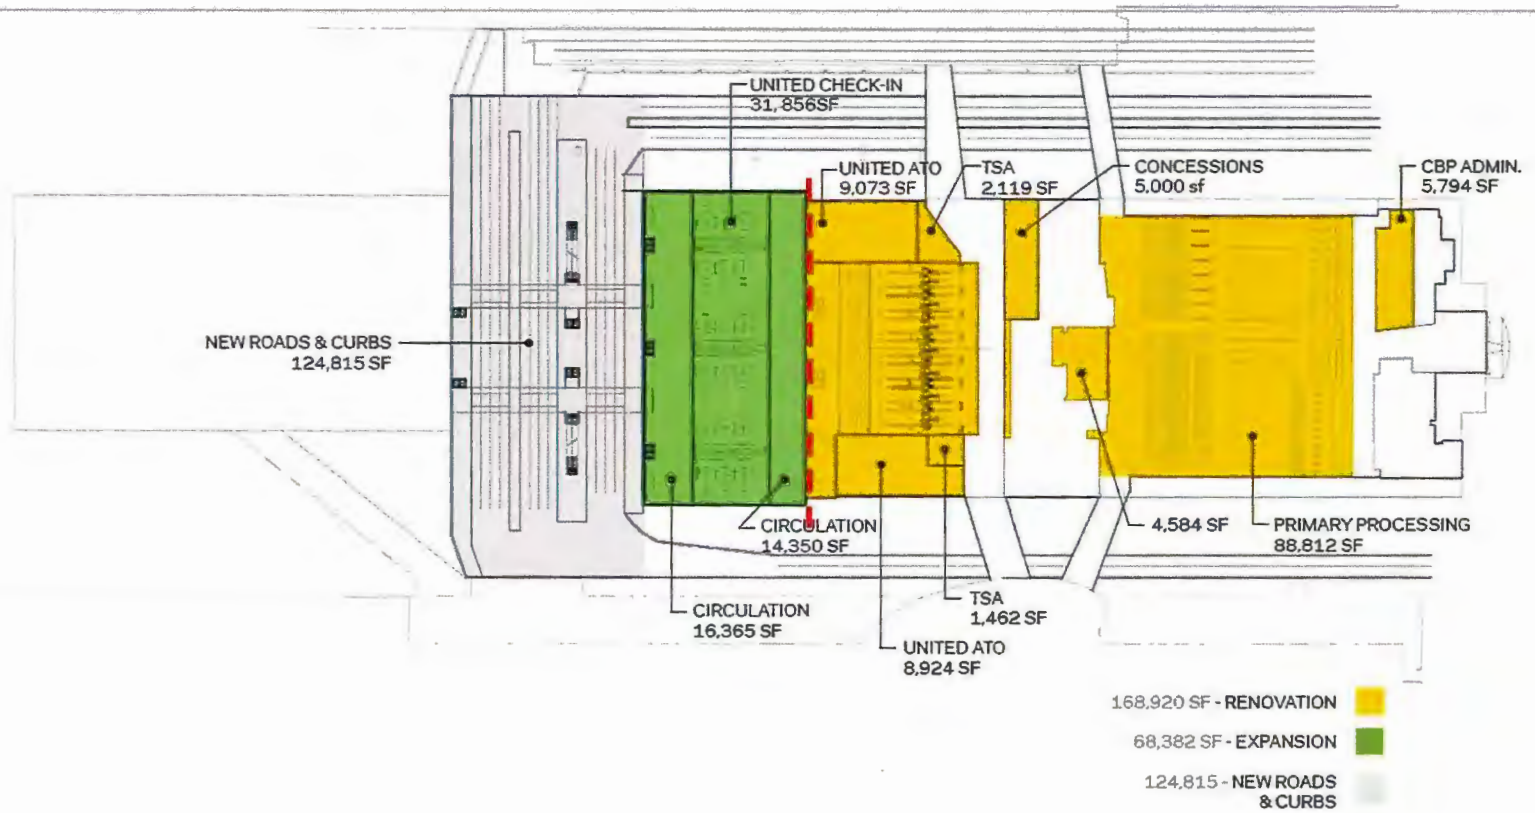 UNITED CHECK-IN
31,856SF
UNITED ATO
9,073 SF
TSA
2,119 SF
CONCESSIONS
5,000 sf
CBP ADMIN.
5,794 SF
NEW ROADS & CURBS
124,815 SF
CIRCULATION
14,350 SF
4,584 SF
PRIMARY PROCESSING
88,812 SF
CIRCULATION
16,365 SF
TSA
1,462 SF
UNITED ATO
8,924 SF
168,920 SF - RENOVATION
68,382 SF - EXPANSION
124,815 - NEW ROADS
& CURBS